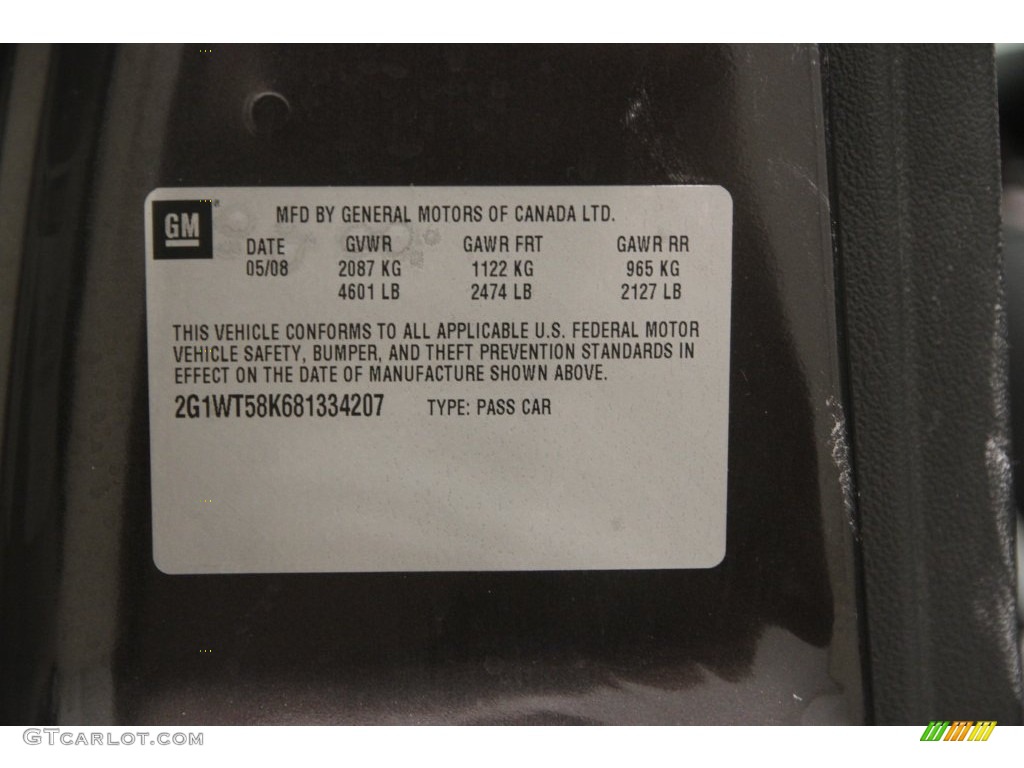 GM
MFD BY GENERAL MOTORS OF CANADA LTD.
DATE GVWR GAWR FRT GAWR RR
05/08 2087 KG 1122 KG 965 KG
4601 LB 2474 LB 2127 LB
THIS VEHICLE CONFORMS TO ALL APPLICABLE U.S. FEDERAL MOTOR
VEHICLE SAFETY, BUMPER, AND THEFT PREVENTION STANDARDS IN
EFFECT ON THE DATE OF MANUFACTURE SHOWN ABOVE.
2G1WT58K681334207 TYPE: PASS CAR
GTCarLot.com